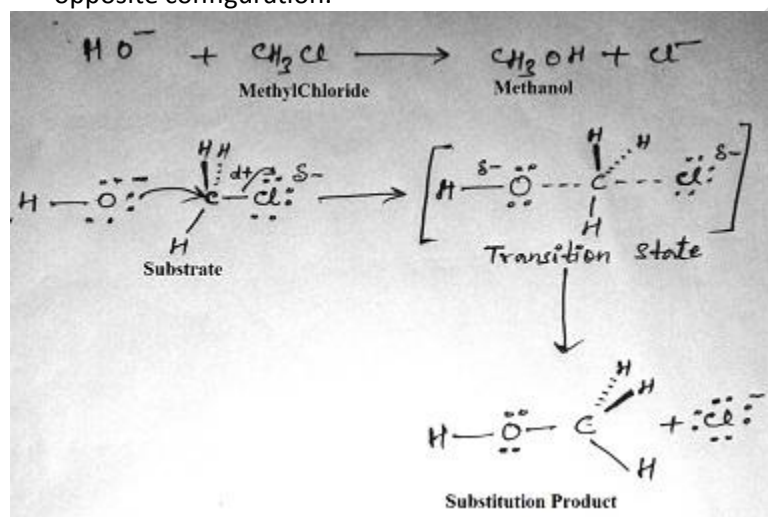 opposite configuration.
HO⁻ + CH₃Cl ⟶ CH₃OH + Cl⁻
MethylChloride Methanol
H H
H — O: C — Cl: d+ δ- ⟶ [ H — O --- C --- Cl: ] δ- δ-
H H H
H
Substrate
Transition State
H
H
H — O — C + :Cl:⁻
H
Substitution Product